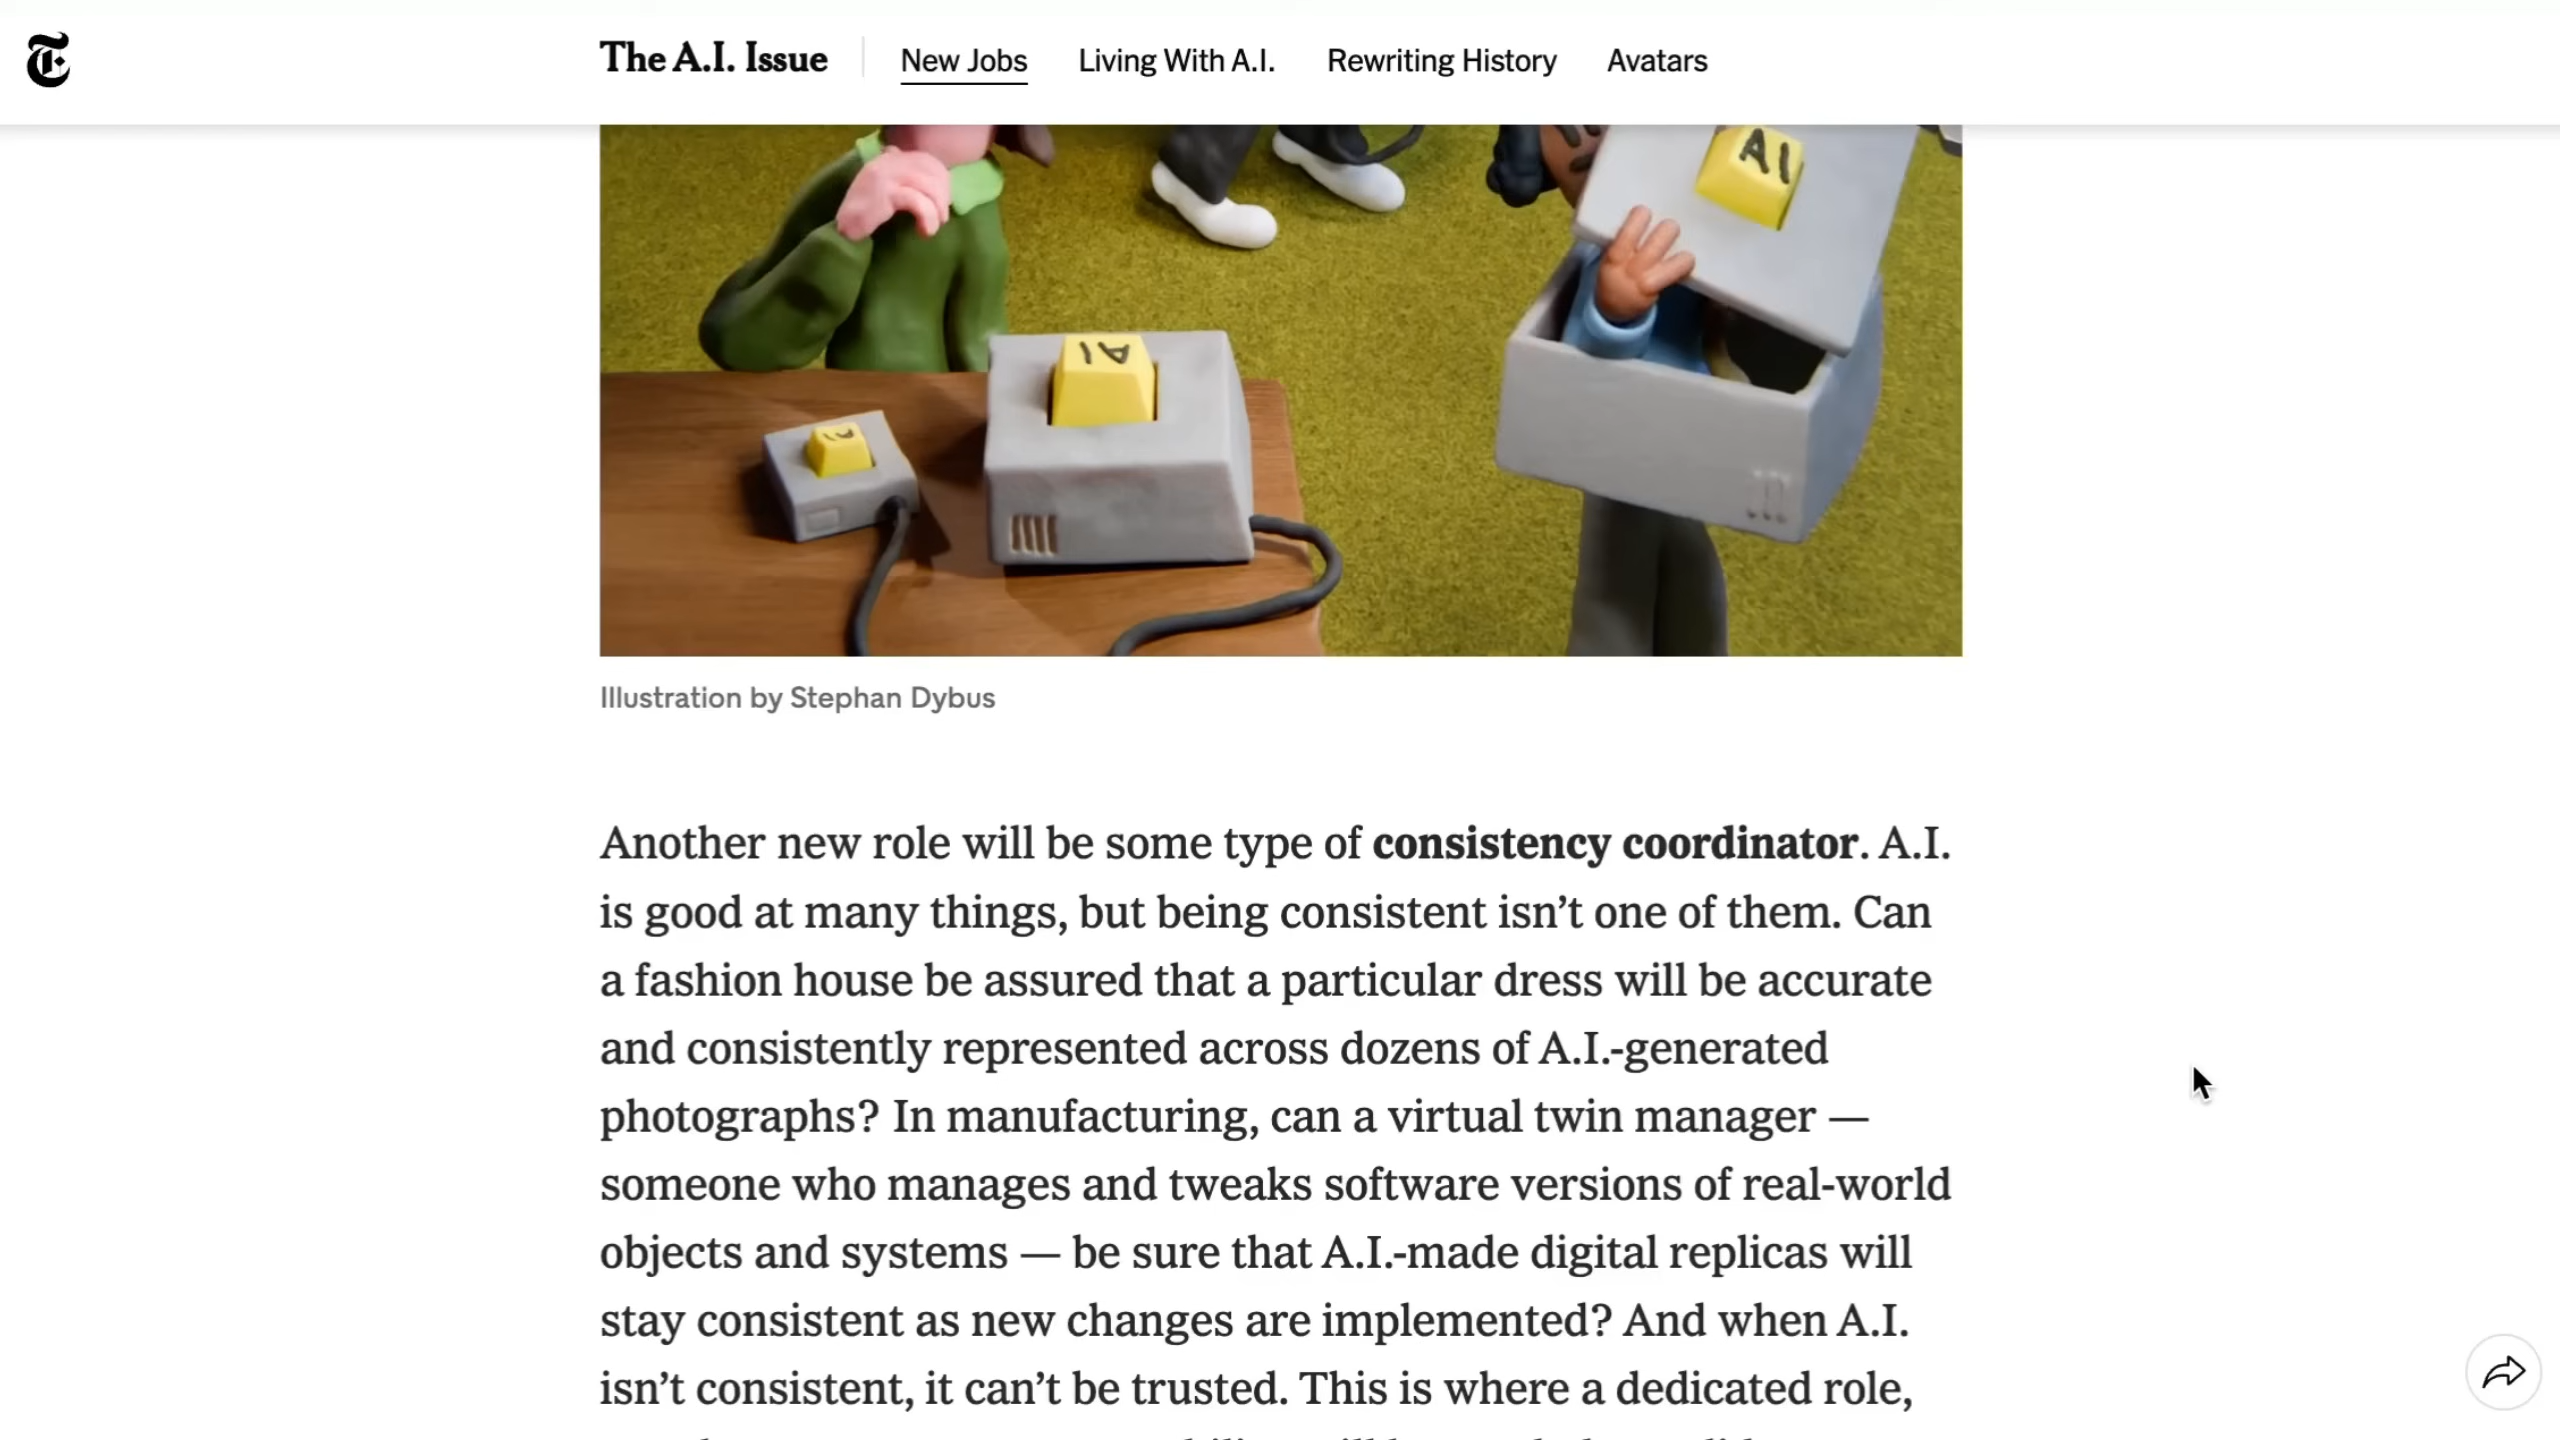 The A.I. Issue
New Jobs
Living With A.I.
Rewriting History
Avatars
AI
AI
AI
Illustration by Stephan Dybus
Another new role will be some type of consistency coordinator. A.I.
is good at many things, but being consistent isn’t one of them. Can
a fashion house be assured that a particular dress will be accurate
and consistently represented across dozens of A.I.-generated
photographs? In manufacturing, can a virtual twin manager —
someone who manages and tweaks software versions of real-world
objects and systems — be sure that A.I.-made digital replicas will
stay consistent as new changes are implemented? And when A.I.
isn’t consistent, it can’t be trusted. This is where a dedicated role,